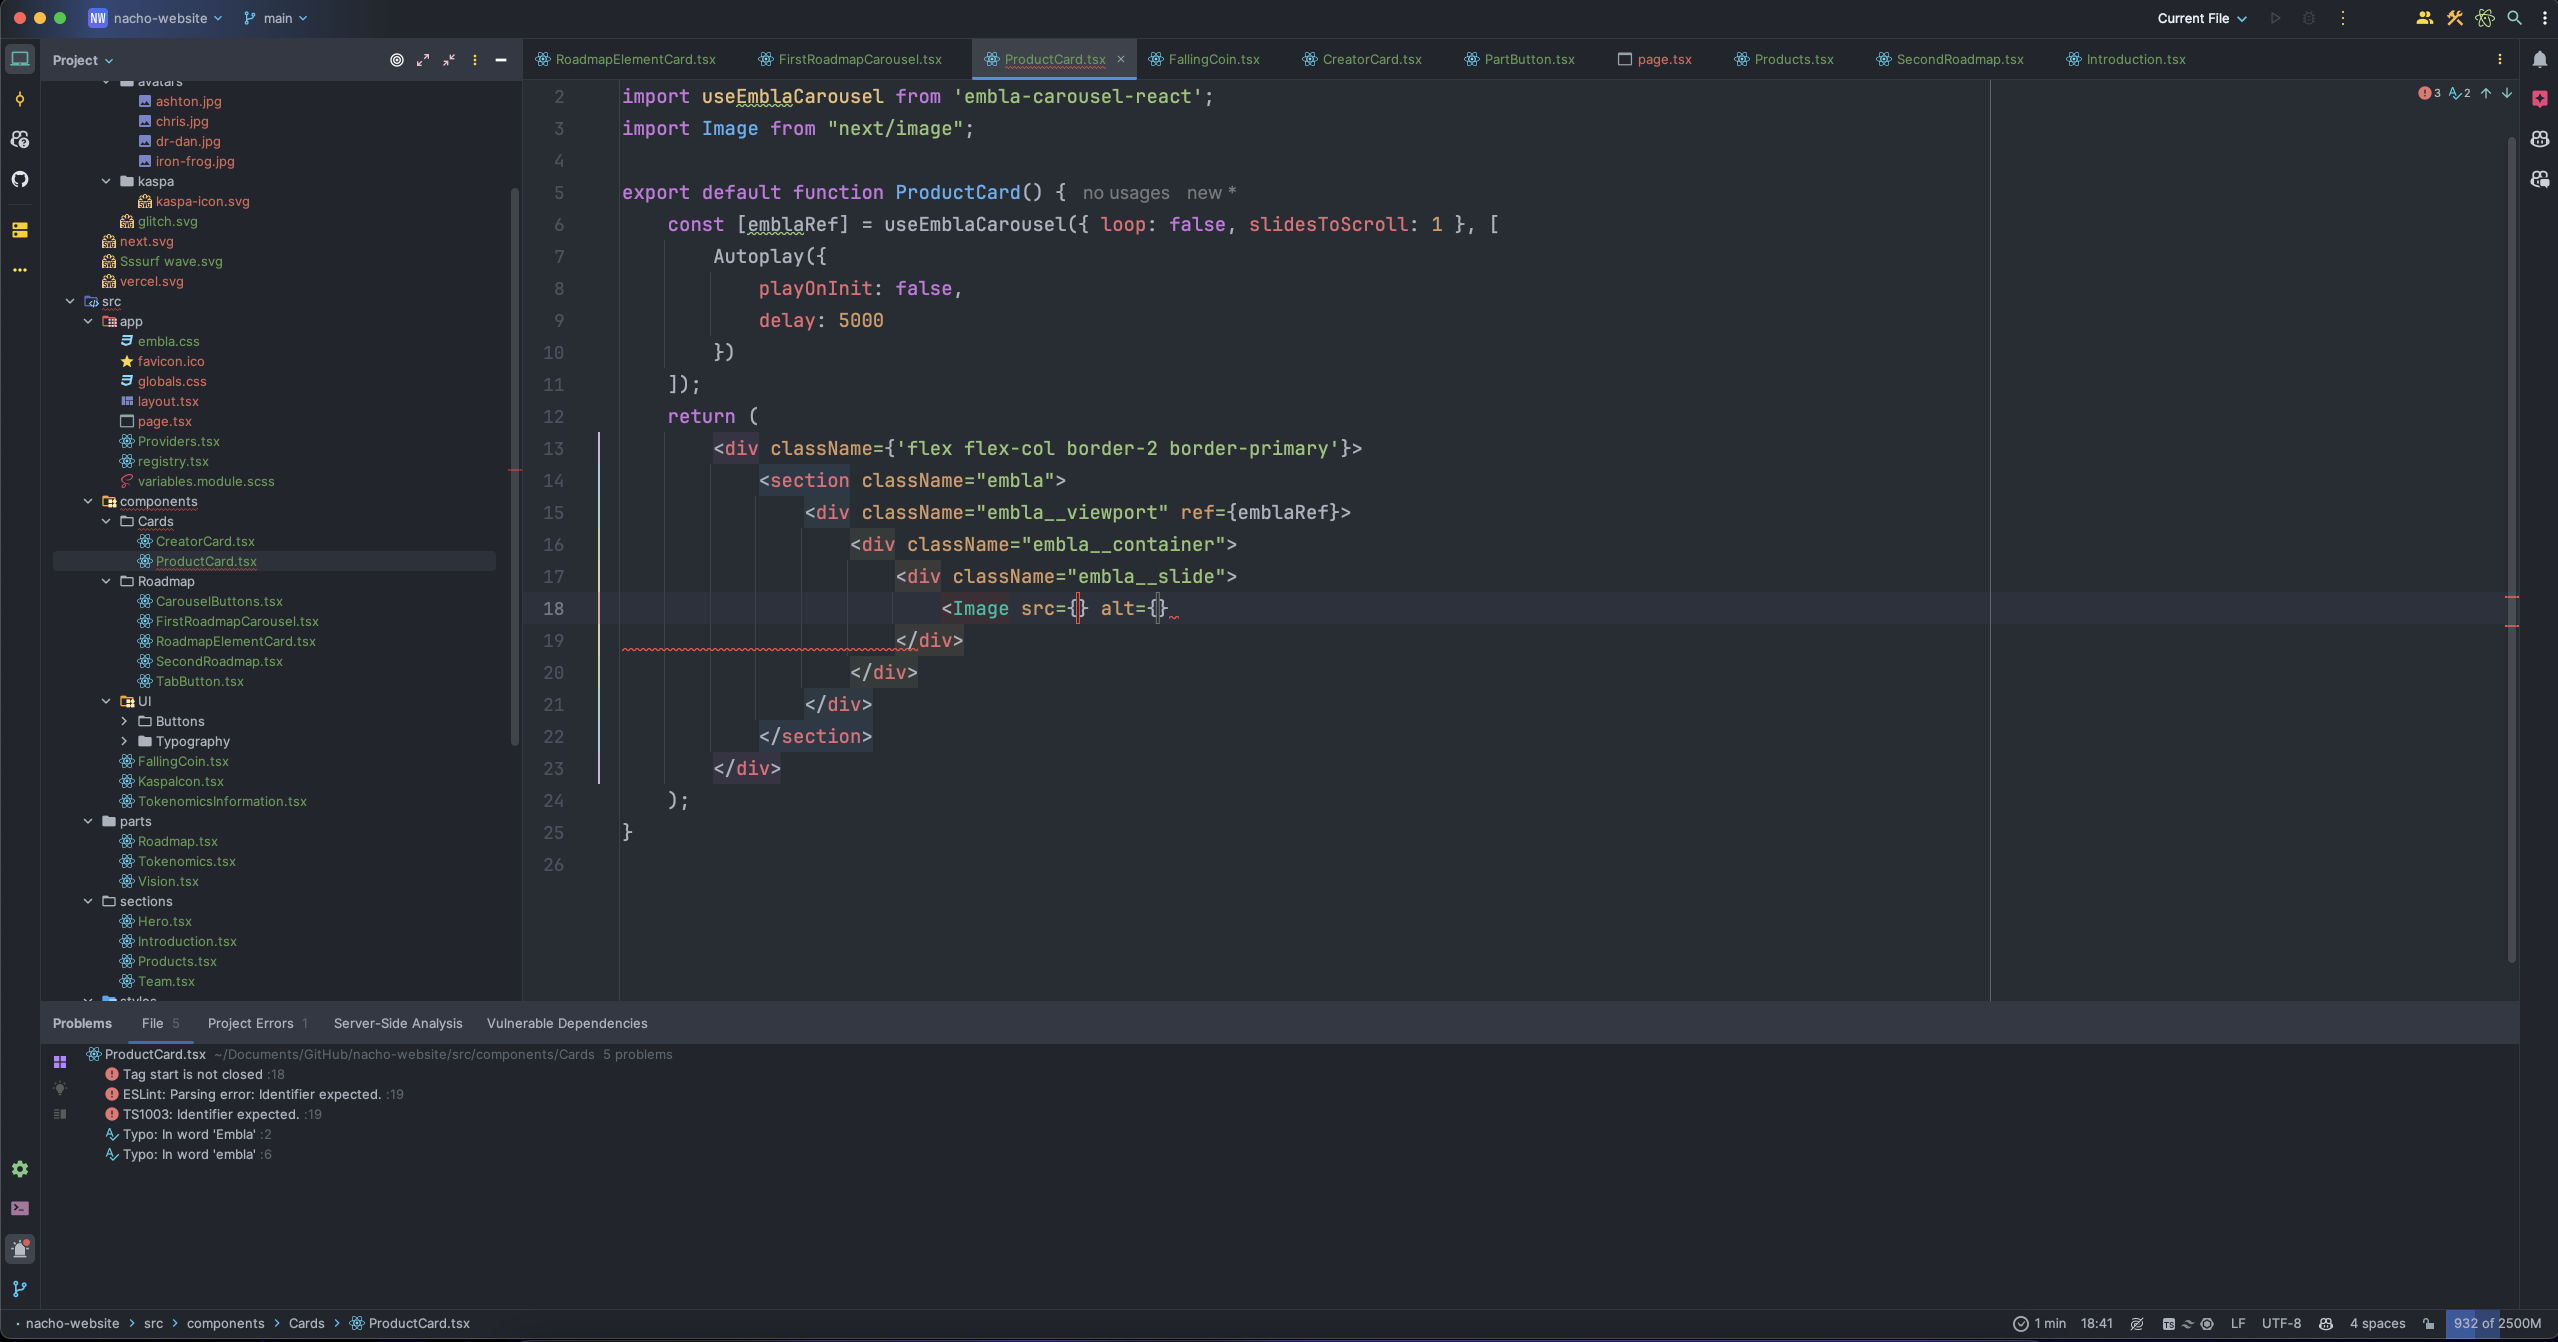 NW nacho-website main Current File
Project
RoadmapElementCard.tsx FirstRoadmapCarousel.tsx ProductCard.tsx FallingCoin.tsx CreatorCard.tsx PartButton.tsx page.tsx Products.tsx SecondRoadmap.tsx Introduction.tsx
avatars
ashton.jpg
chris.jpg
dr-dan.jpg
iron-frog.jpg
kaspa
kaspa-icon.svg
glitch.svg
next.svg
Sssurf wave.svg
vercel.svg
src
app
embla.css
favicon.ico
globals.css
layout.tsx
page.tsx
Providers.tsx
registry.tsx
variables.module.scss
components
Cards
CreatorCard.tsx
ProductCard.tsx
Roadmap
CarouselButtons.tsx
FirstRoadmapCarousel.tsx
RoadmapElementCard.tsx
SecondRoadmap.tsx
TabButton.tsx
UI
Buttons
Typography
FallingCoin.tsx
KaspaIcon.tsx
TokenomicsInformation.tsx
parts
Roadmap.tsx
Tokenomics.tsx
Vision.tsx
sections
Hero.tsx
Introduction.tsx
Products.tsx
Team.tsx
styles
3 2
2 import useEmblaCarousel from 'embla-carousel-react';
3 import Image from "next/image";
4
5 export default function ProductCard() { no usages new *
6 const [emblaRef] = useEmblaCarousel({ loop: false, slidesToScroll: 1 }, [
7 Autoplay({
8 playOnInit: false,
9 delay: 5000
10 })
11 ]);
12 return (
13 <div className={'flex flex-col border-2 border-primary'}>
14 <section className="embla">
15 <div className="embla__viewport" ref={emblaRef}>
16 <div className="embla__container">
17 <div className="embla__slide">
18 <Image src={} alt={}
19 </div>
20 </div>
21 </div>
22 </section>
23 </div>
24 );
25 }
26
Problems File 5 Project Errors 1 Server-Side Analysis Vulnerable Dependencies
ProductCard.tsx ~/Documents/GitHub/nacho-website/src/components/Cards 5 problems
Tag start is not closed :18
ESLint: Parsing error: Identifier expected. :19
TS1003: Identifier expected. :19
Typo: In word 'Embla' :2
Typo: In word 'embla' :6
nacho-website > src > components > Cards > ProductCard.tsx
1 min 18:41 TS LF UTF-8 4 spaces 932 of 2500M